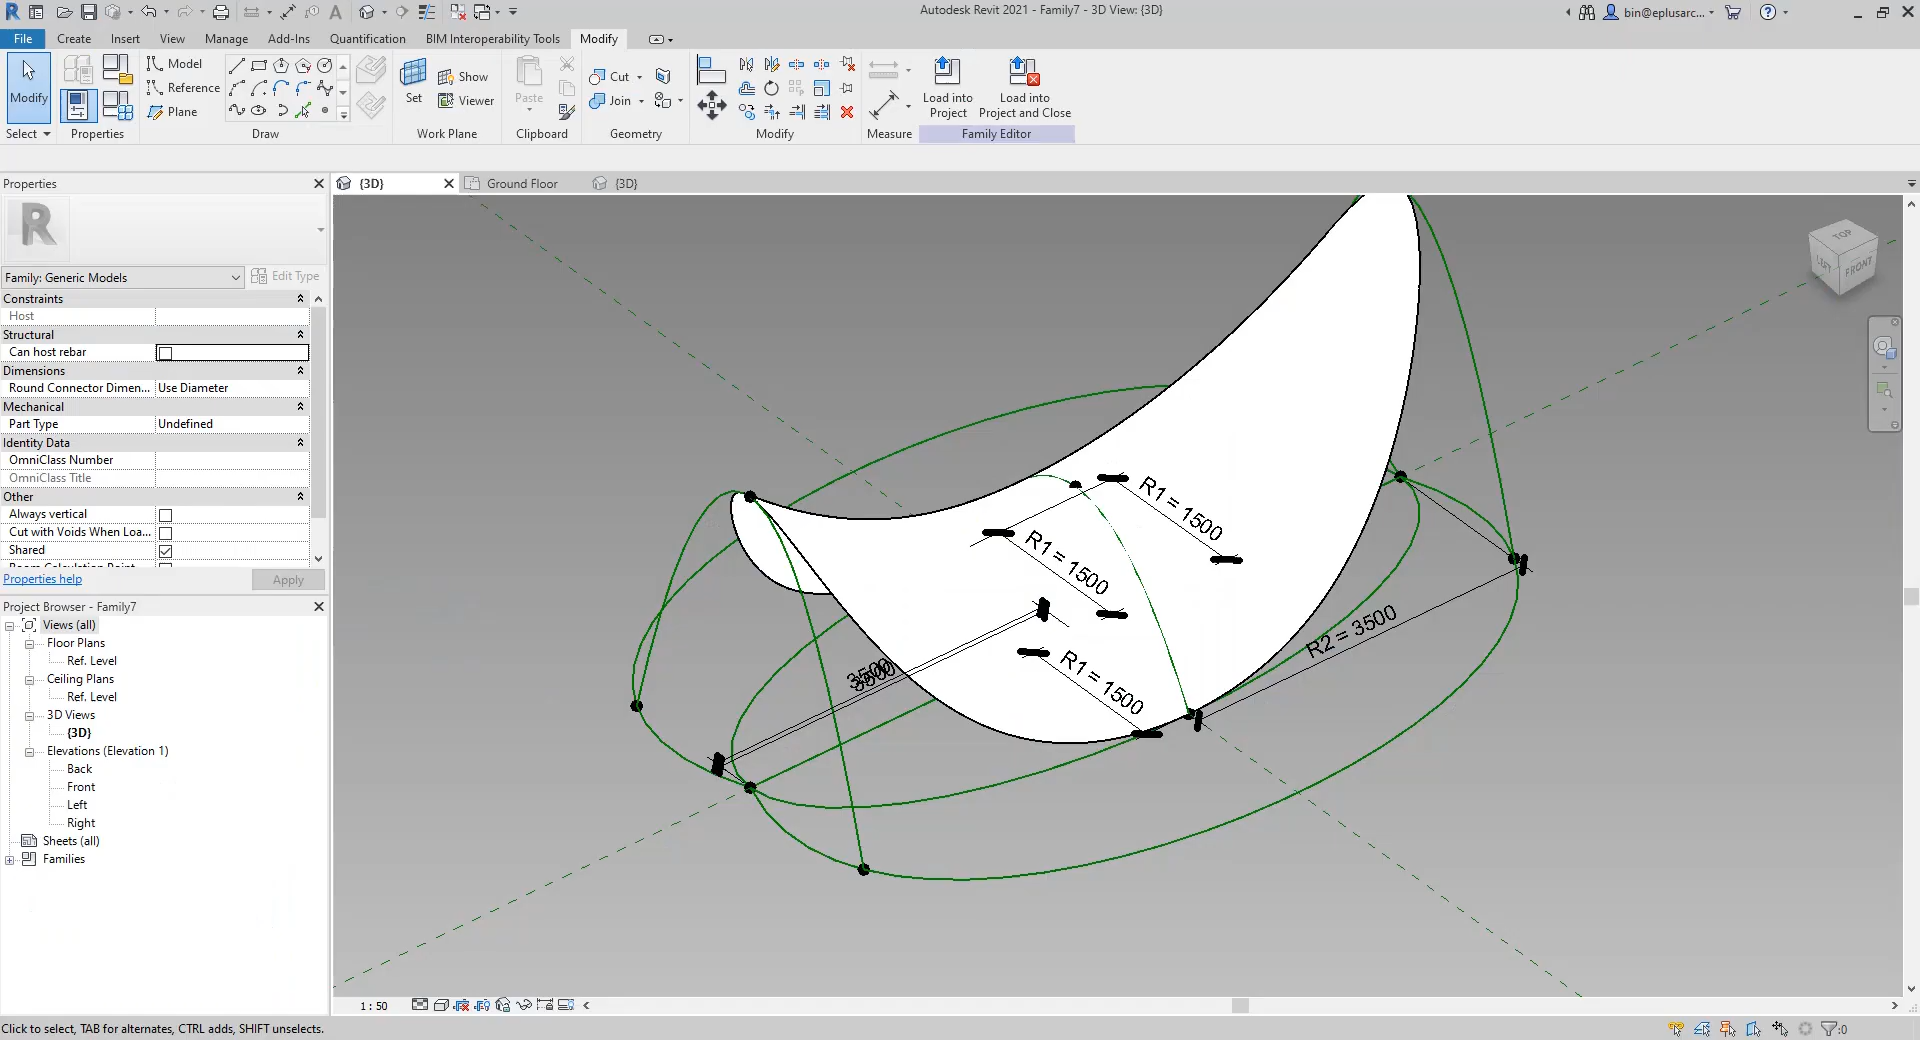 Autodesk Revit 2021 - Family7 - 3D View: {3D}
bin@eplusarc...
File Create Insert View Manage Add-Ins Quantification BIM Interoperability Tools Modify
Modify
Select
Properties
Model
Reference
Plane
Draw
Set
Show
Viewer
Work Plane
Paste
Clipboard
Cut
Join
Geometry
Modify
Measure
Load into
Project
Load into
Project and Close
Family Editor
Properties
{3D}
Ground Floor
{3D}
R
Family: Generic Models
Edit Type
Constraints
Host
Structural
Can host rebar
Dimensions
Round Connector Dimen... Use Diameter
Mechanical
Part Type Undefined
Identity Data
OmniClass Number
OmniClass Title
Other
Always vertical
Cut with Voids When Loa...
Shared
Properties help
Apply
Project Browser - Family7
Views (all)
Floor Plans
Ref. Level
Ceiling Plans
Ref. Level
3D Views
{3D}
Elevations (Elevation 1)
Back
Front
Left
Right
Sheets (all)
Families
TOP
LEFT
FRONT
R1 = 1500
R1 = 1500
R1 = 1500
R2 = 3500
3500
3500
1 : 50
Click to select, TAB for alternates, CTRL adds, SHIFT unselects.
:0